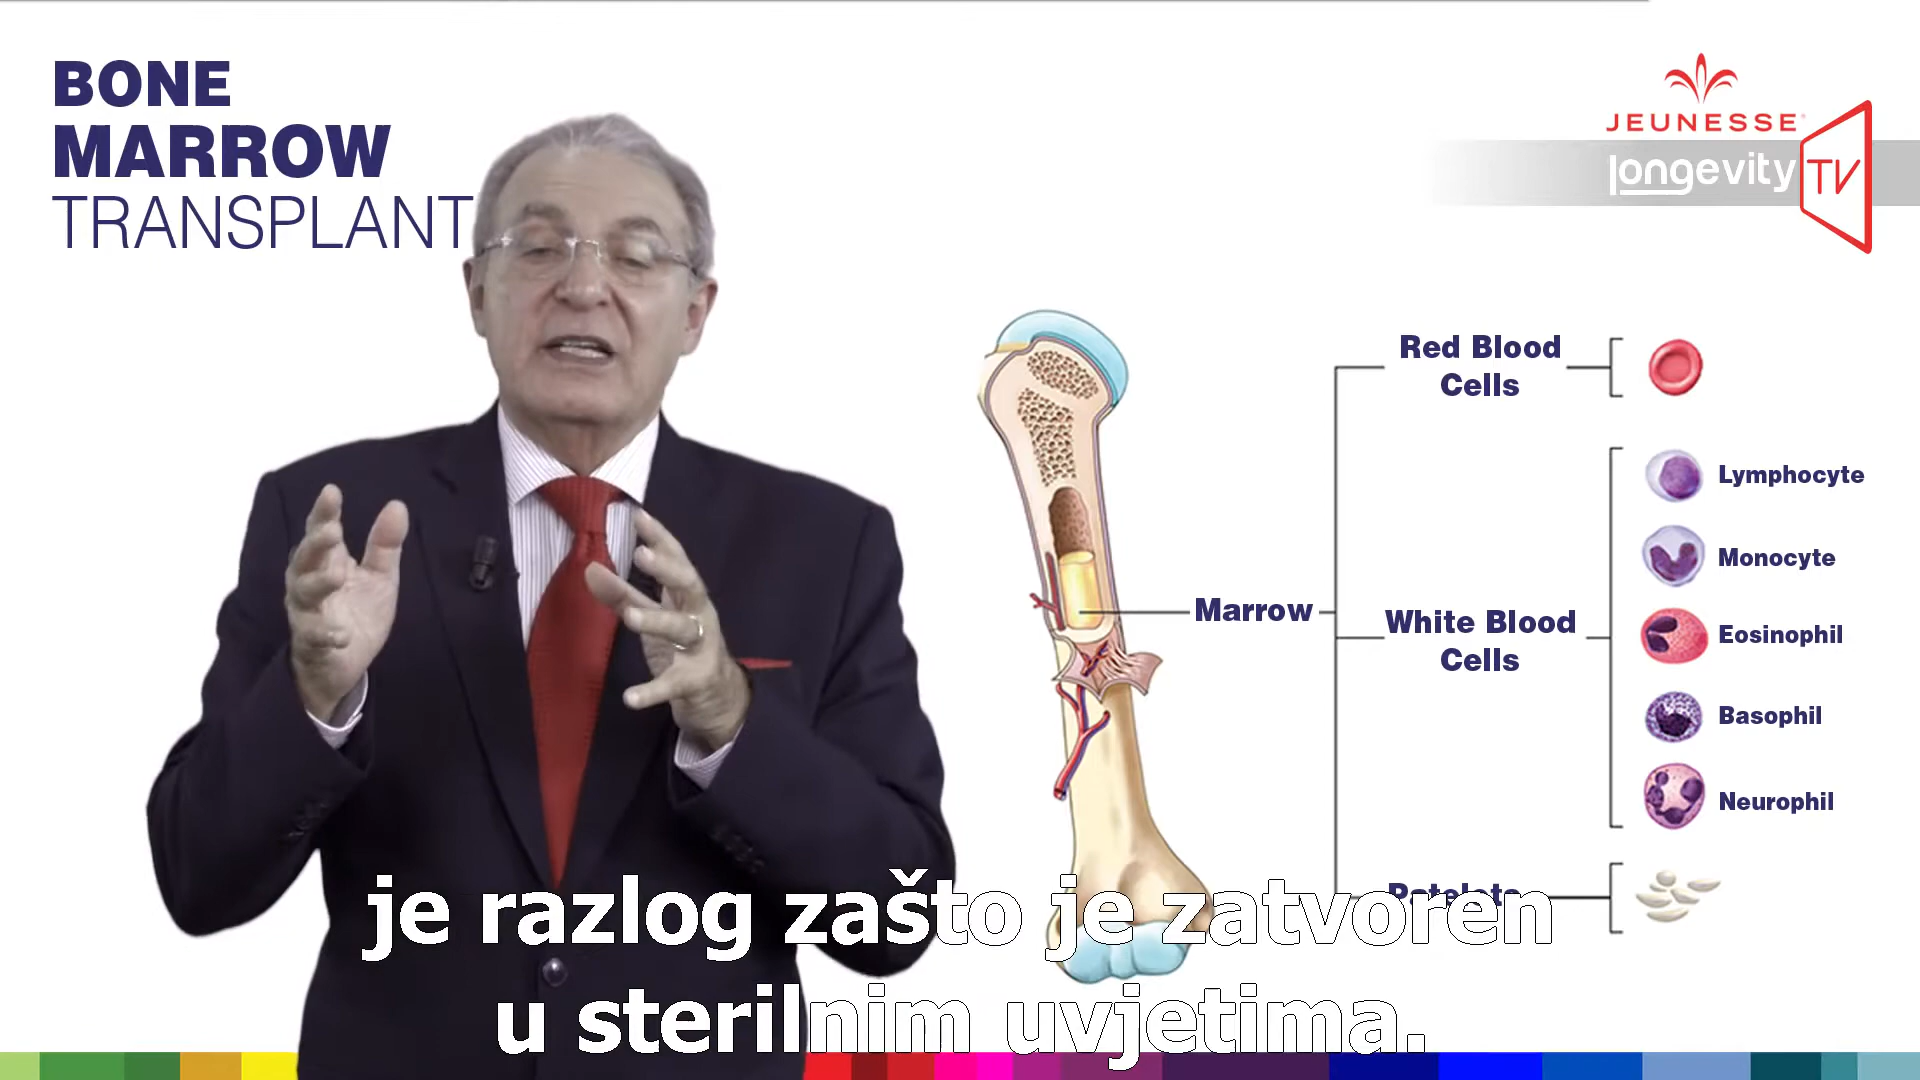 BONE
MARROW
TRANSPLANT
JEUNESSE
longevity TV
Red Blood
Cells
Lymphocyte
Monocyte
Marrow
White Blood
Cells
Eosinophil
Basophil
Neurophil
je razlog zašto je zatvoren
u sterilnim uvjetima.